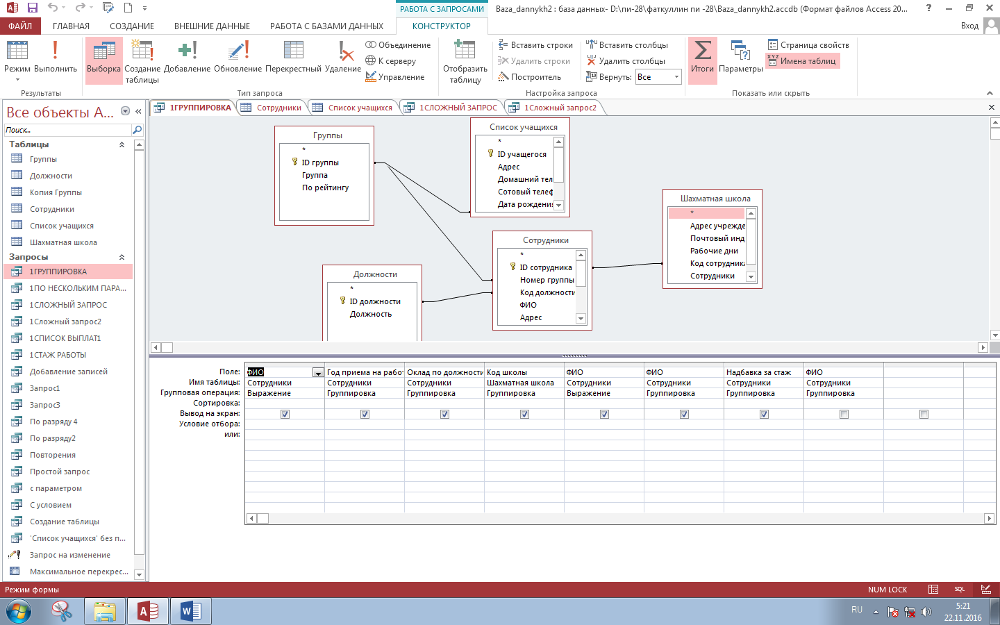 РАБОТА С ЗАПРОСАМИ
Baza_dannykh2 : база данных- D:\пи-28\фаткуллин пи -28\Baza_dannykh2.accdb (Формат файлов Access 20...
ФАЙЛ ГЛАВНАЯ СОЗДАНИЕ ВНЕШНИЕ ДАННЫЕ РАБОТА С БАЗАМИ ДАННЫХ КОНСТРУКТОР Вход
Режим Выполнить Выборка Создание таблицы Добавление Обновление Перекрестный Удаление
Объединение
К серверу
Управление
Отобразить таблицу
Вставить строки
Удалить строки
Построитель
Вставить столбцы
Удалить столбцы
Вернуть: Все
Итоги Параметры
Страница свойств
Имена таблиц
Результаты Тип запроса Настройка запроса Показать или скрыть
Все объекты A...
Поиск...
Таблицы
Группы
Должности
Копия Группы
Сотрудники
Список учащихся
Шахматная школа
Запросы
1ГРУППИРОВКА
1ПО НЕСКОЛЬКИМ ПАРА...
1СЛОЖНЫЙ ЗАПРОС
1Сложный запрос2
1СПИСОК ВЫПЛАТ1
1СТАЖ РАБОТЫ
Добавление записей
Запрос1
Запрос3
По разряду 4
По разряду2
Повторения
Простой запрос
с параметром
С условием
Создание таблицы
'Список учащихся' без п...
Запрос на изменение
Максимальное перекрес...
1ГРУППИРОВКА Сотрудники Список учащихся 1СЛОЖНЫЙ ЗАПРОС 1Сложный запрос2
Группы
*
ID группы
Группа
По рейтингу
Список учащихся
*
ID учащегося
Адрес
Домашний тел
Сотовый телеф
Дата рождения
Должности
*
ID должности
Должность
Сотрудники
*
ID сотрудника
Номер группы
Код должности
ФИО
Адрес
Шахматная школа
*
Адрес учрежде
Почтовый инд
Рабочие дни
Код сотрудника
Сотрудники
Поле: ФИО Год приема на работ Оклад по должности Код школы ФИО ФИО Надбавка за стаж ФИО
Имя таблицы: Сотрудники Сотрудники Сотрудники Шахматная школа Сотрудники Сотрудники Сотрудники Сотрудники
Групповая операция: Выражение Группировка Группировка Группировка Выражение Группировка Группировка Группировка
Сортировка:
Вывод на экран:
Условие отбора:
или:
Режим формы NUM LOCK SQL
RU 5:21
22.11.2016